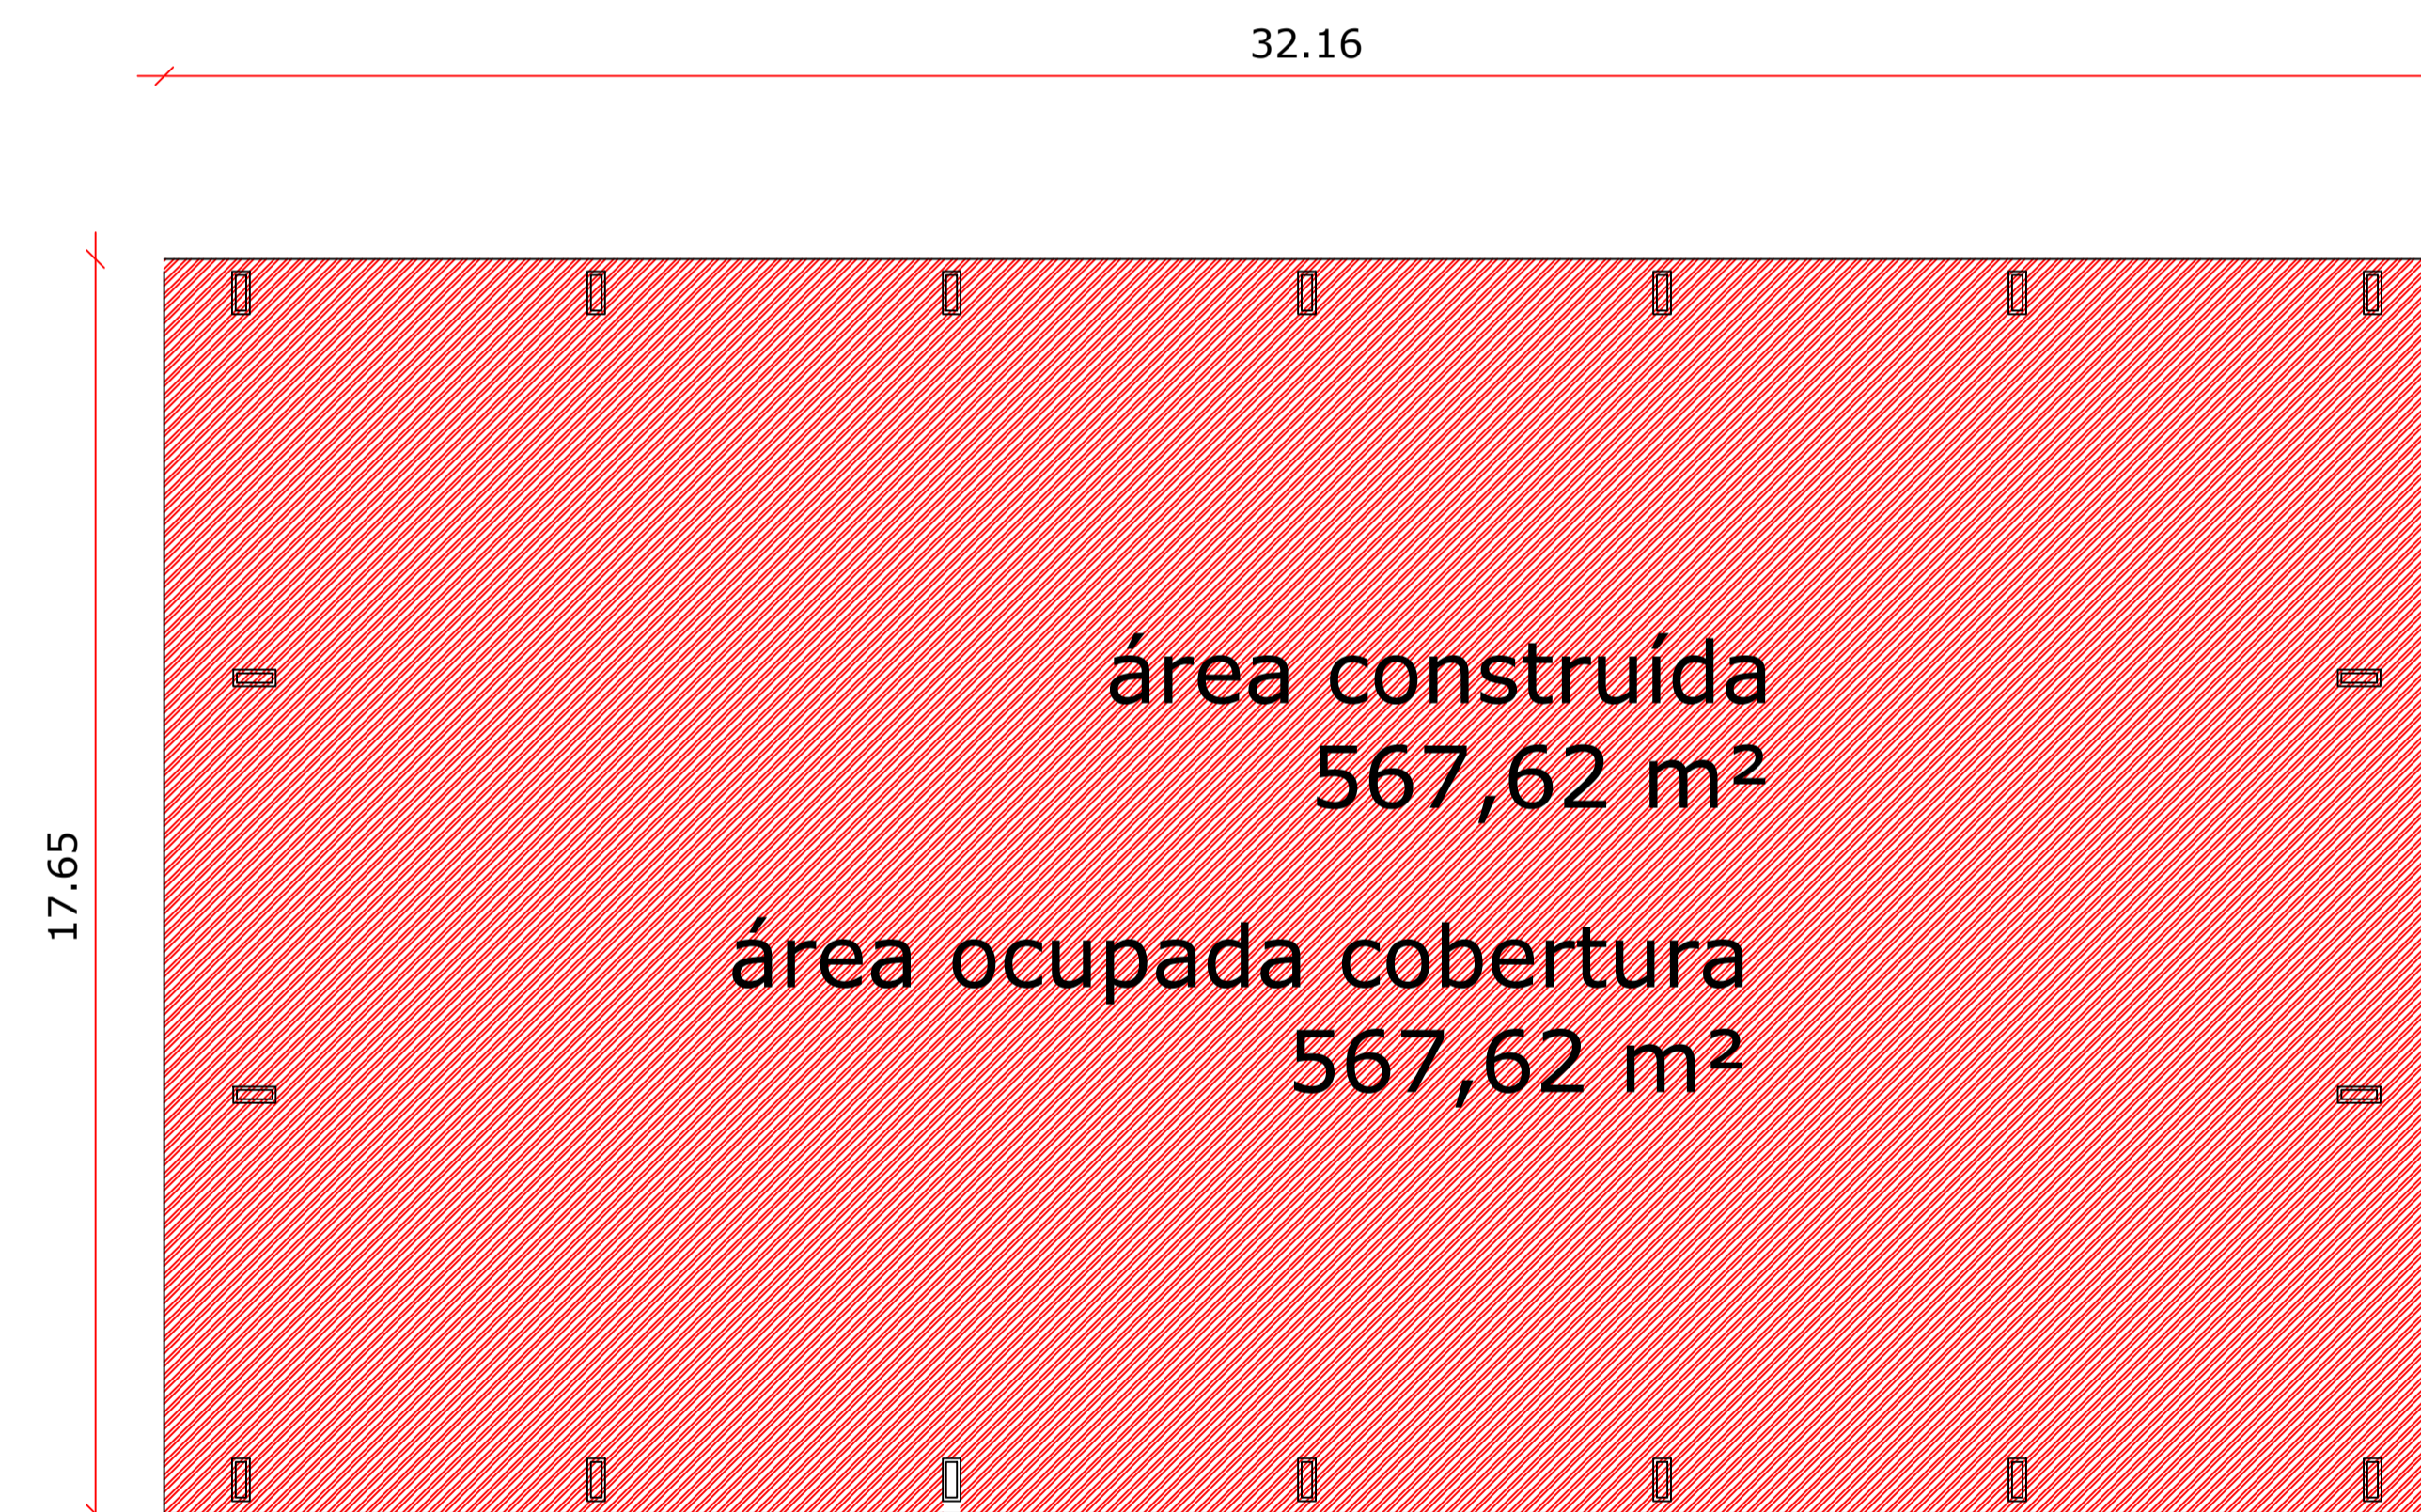 32.16
17.65
área construída
567,62 m²
área ocupada cobertura
567,62 m²